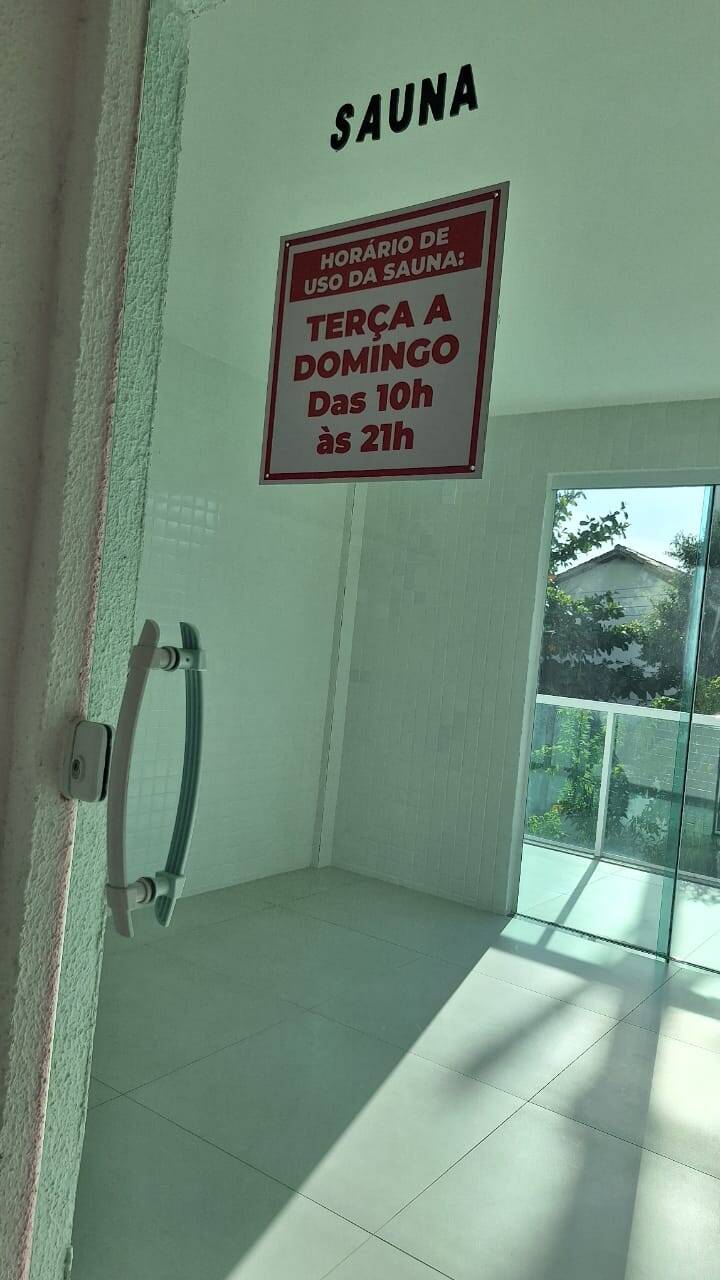 SAUNA
HORÁRIO DE
USO DA SAUNA:
TERÇA A
DOMINGO
Das 10h
às 21h